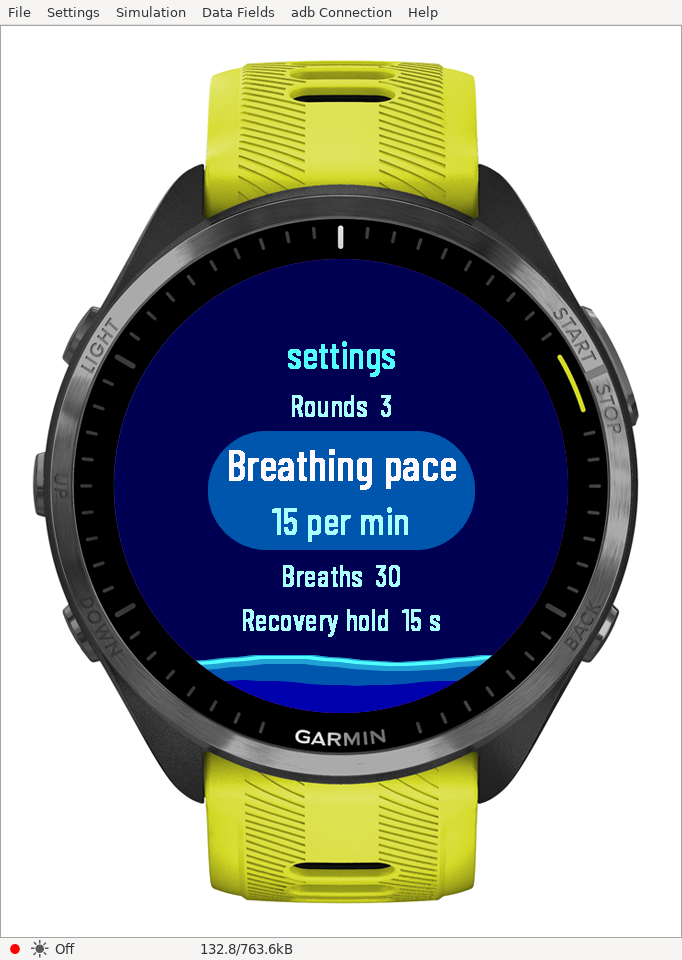 File Settings Simulation Data Fields adb Connection Help
LIGHT
START
STOP
UP
DOWN
BACK
settings
Rounds 3
Breathing pace
15 per min
Breaths 30
Recovery hold 15 s
GARMIN
Off 132.8/763.6kB